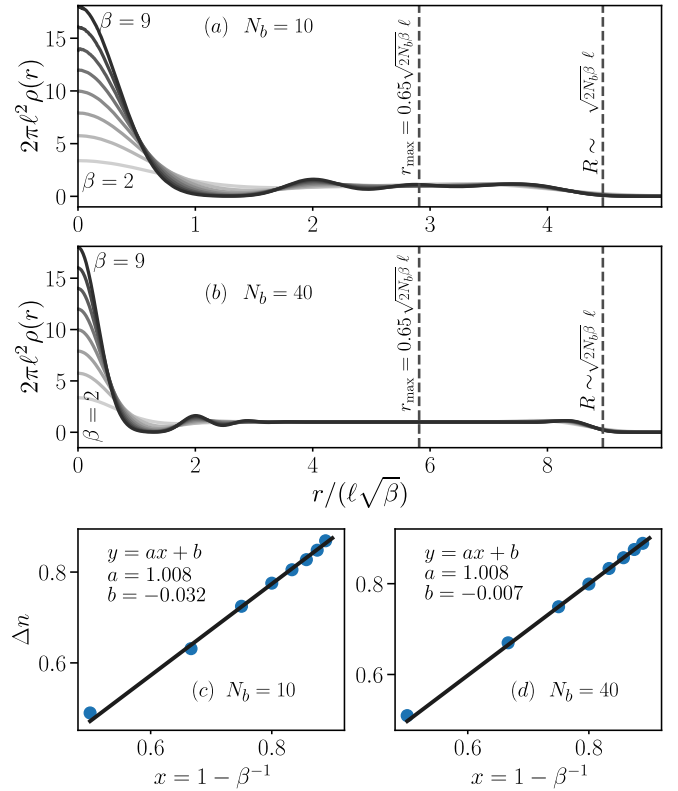 β = 9
(a) N_b = 10
β = 2
r_max = 0.65√2N_bβ ℓ
R ∼ √2N_bβ ℓ
2πℓ²ρ(r)
15
10
5
0
0 1 2 3 4
β = 9
(b) N_b = 40
β = 2
r_max = 0.65√2N_bβ ℓ
R ∼ √2N_bβ ℓ
2πℓ²ρ(r)
15
10
5
0
0 2 4 6 8
r/(ℓ√β)
y = ax + b
a = 1.008
b = −0.032
(c) N_b = 10
Δn
0.8
0.6
0.6 0.8
x = 1 − β⁻¹
y = ax + b
a = 1.008
b = −0.007
(d) N_b = 40
0.8
0.6
0.6 0.8
x = 1 − β⁻¹